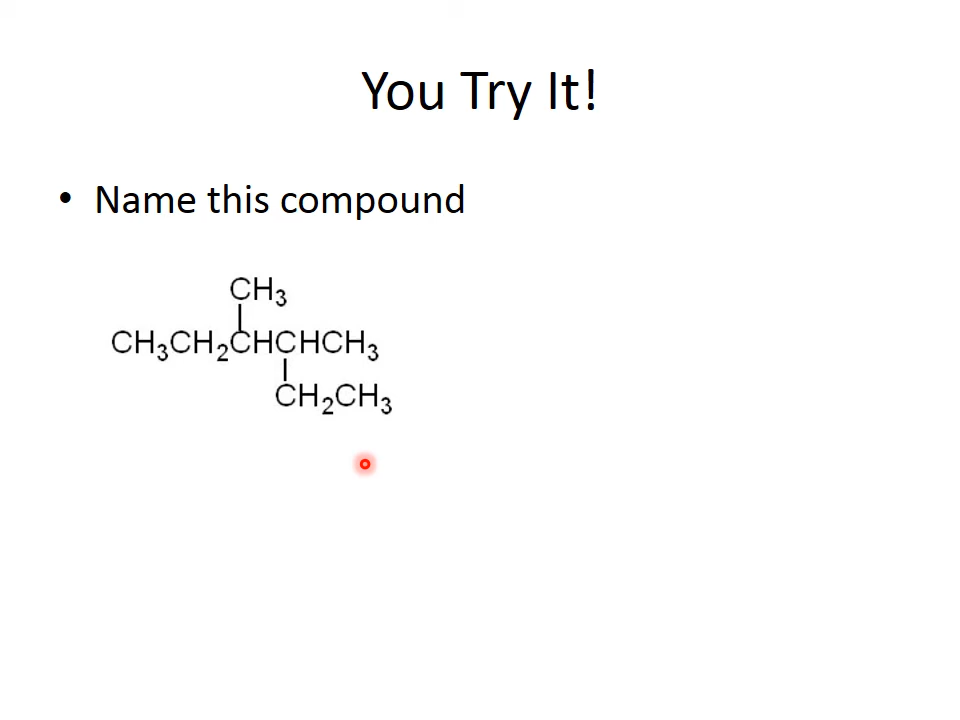 You Try It!
• Name this compound
CH₃
CH₃CH₂CHCHCH₃
CH₂CH₃